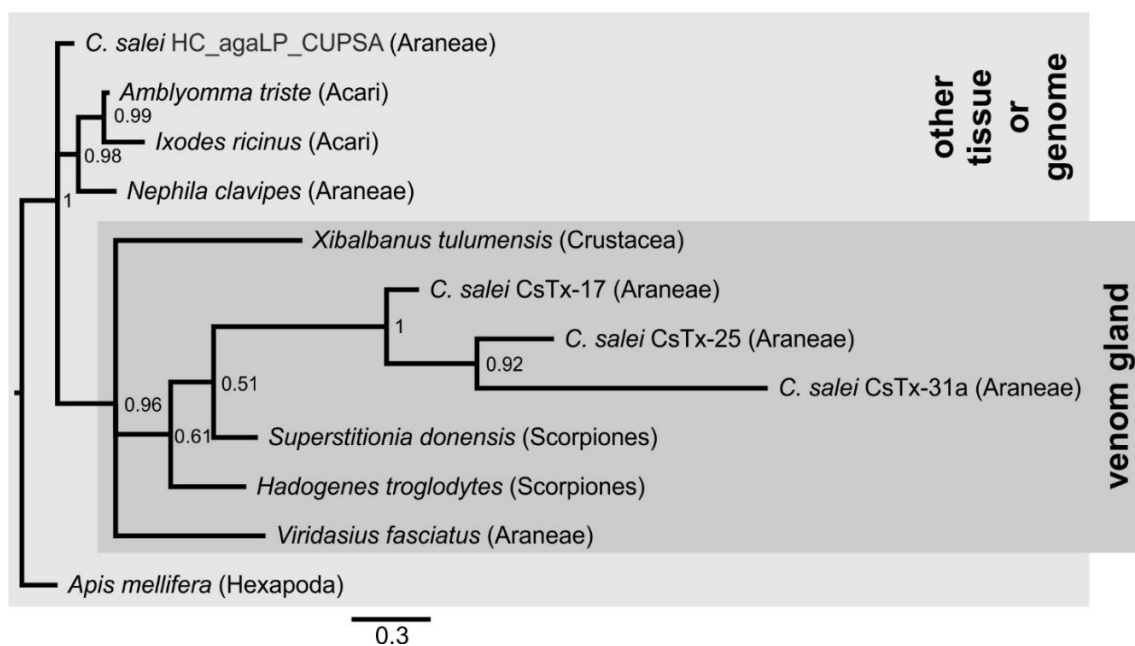 C. salei HC_agaLP_CUPSA (Araneae)
Amblyomma triste (Acari)
0.99
Ixodes ricinus (Acari)
0.98
Nephila clavipes (Araneae)
1
other
tissue
or
genome
Xibalbanus tulumensis (Crustacea)
C. salei CsTx-17 (Araneae)
1
C. salei CsTx-25 (Araneae)
0.92
C. salei CsTx-31a (Araneae)
0.51
0.96
Superstitionia donensis (Scorpiones)
0.61
Hadogenes troglodytes (Scorpiones)
Viridasius fasciatus (Araneae)
venom gland
Apis mellifera (Hexapoda)
0.3